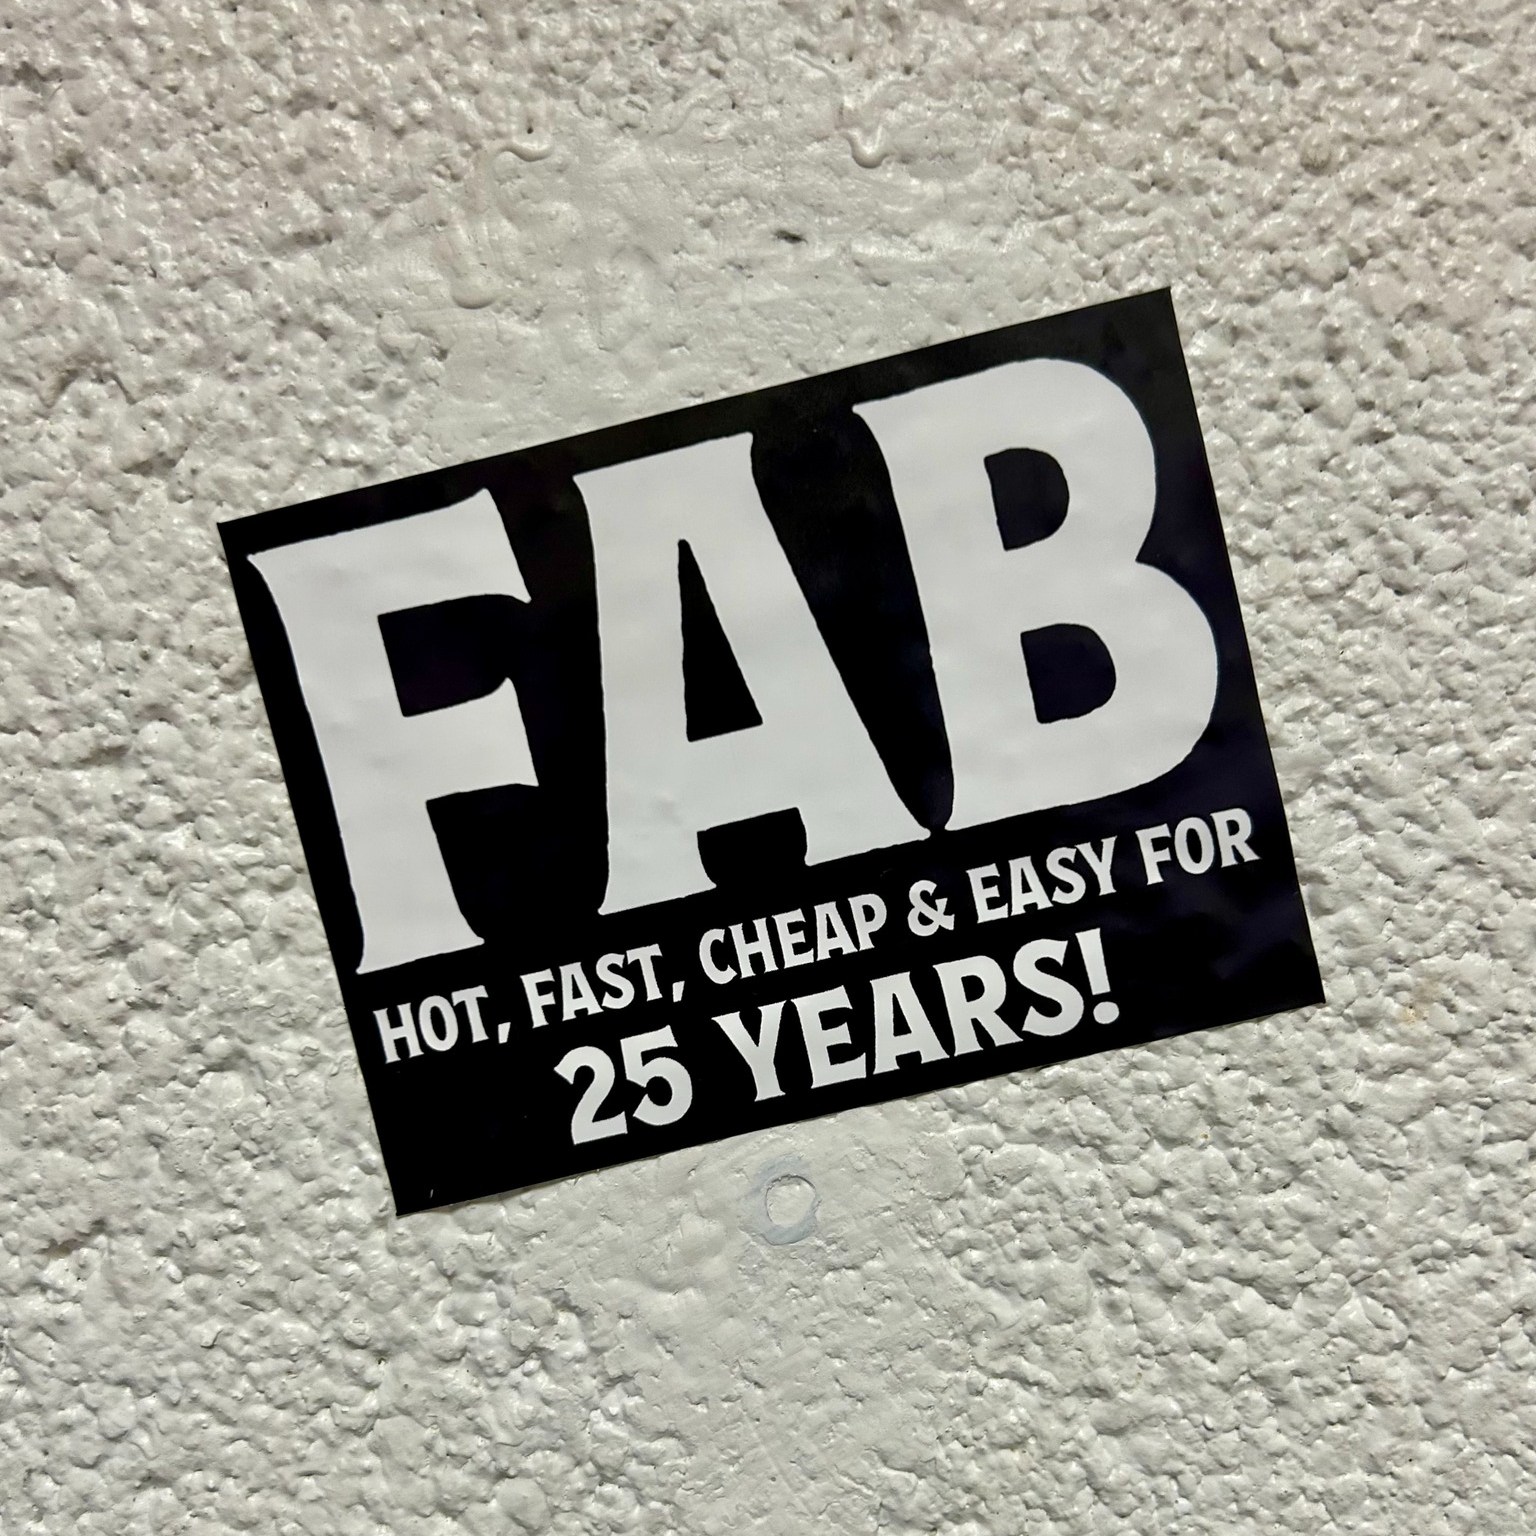 FAB
HOT, FAST, CHEAP & EASY FOR
25 YEARS!